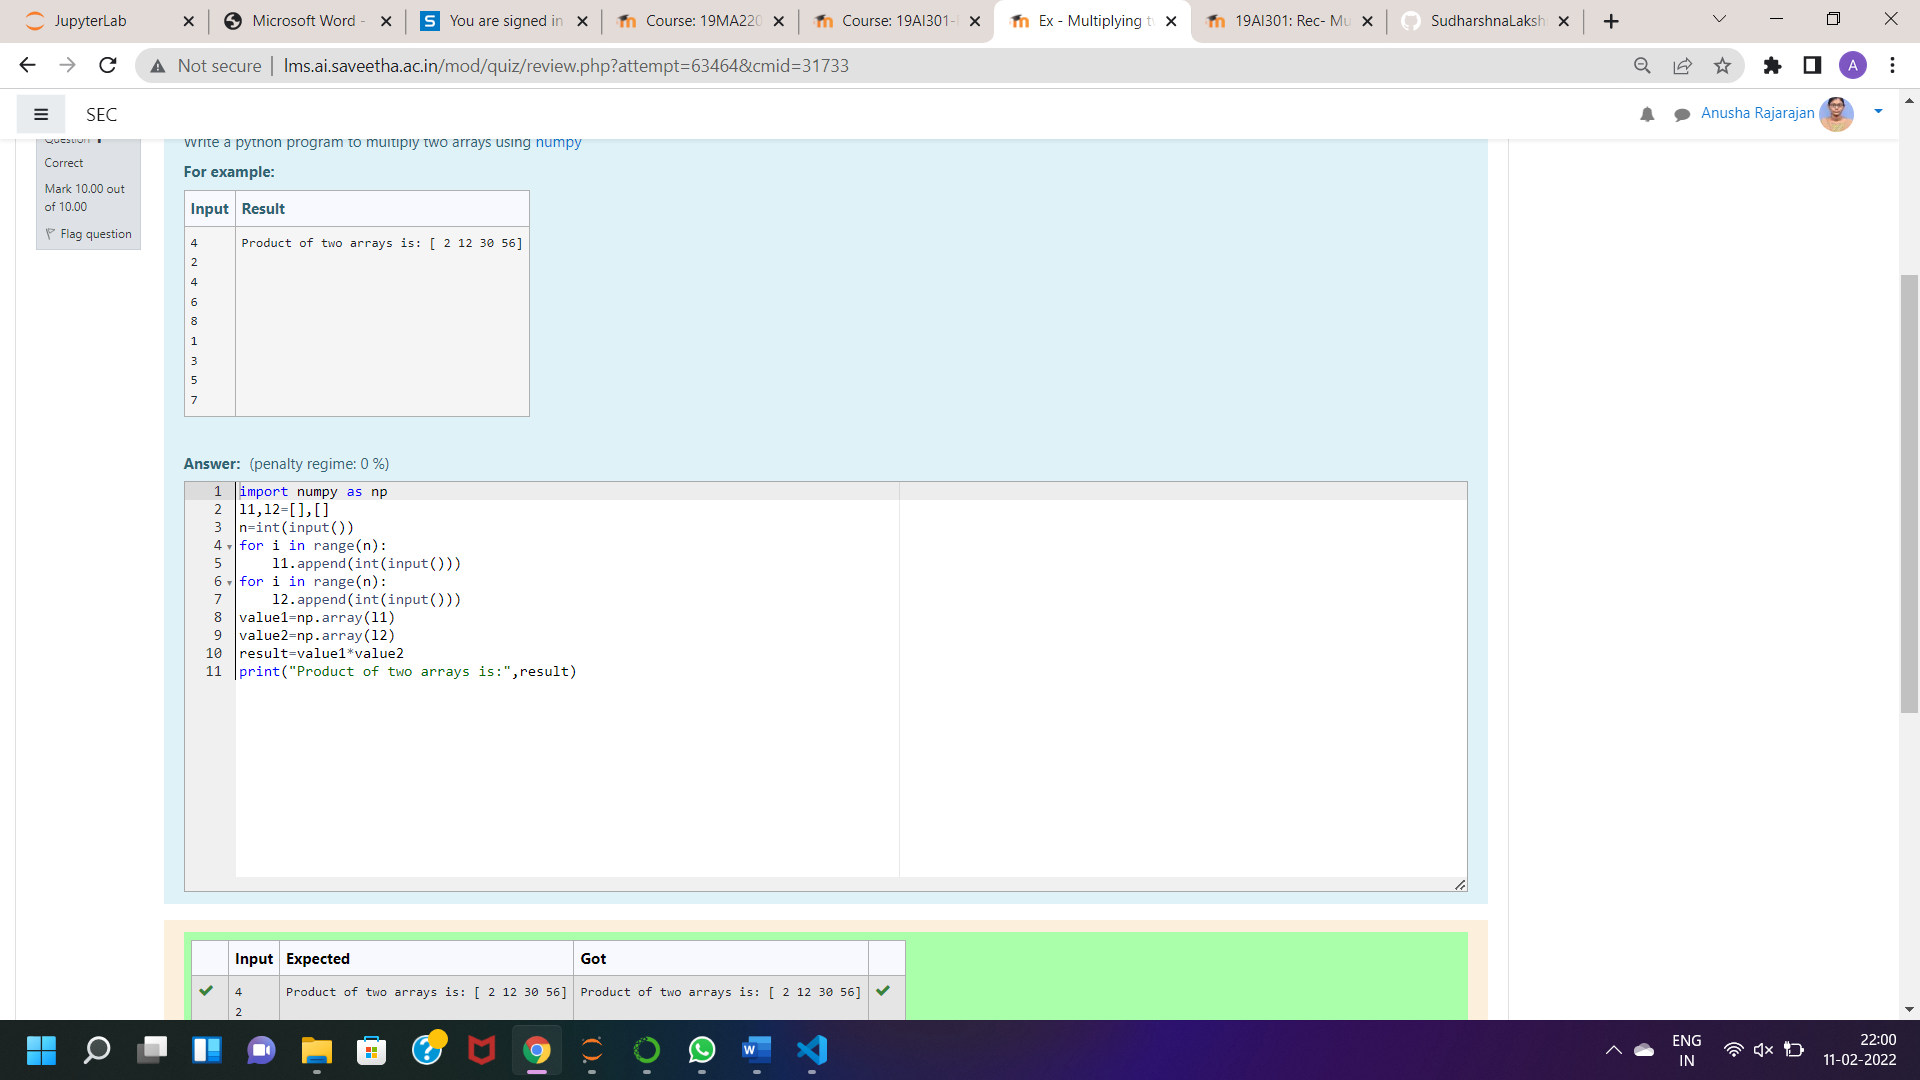 JupyterLab
Microsoft Word -
You are signed in
Course: 19MA220
Course: 19AI301-
Ex - Multiplying t
19AI301: Rec- Mu
SudharshnaLaksh
Not secure
lms.ai.saveetha.ac.in/mod/quiz/review.php?attempt=63464&cmid=31733
A
SEC
Anusha Rajarajan
Question 1
Correct
Mark 10.00 out
of 10.00
Flag question
Write a python program to multiply two arrays using numpy
For example:
Input Result
4 Product of two arrays is: [ 2 12 30 56]
2
4
6
8
1
3
5
7
Answer: (penalty regime: 0 %)
1 import numpy as np
2 l1,l2=[],[]
3 n=int(input())
4 for i in range(n):
5 l1.append(int(input()))
6 for i in range(n):
7 l2.append(int(input()))
8 value1=np.array(l1)
9 value2=np.array(l2)
10 result=value1*value2
11 print("Product of two arrays is:",result)
Input Expected Got
4 Product of two arrays is: [ 2 12 30 56] Product of two arrays is: [ 2 12 30 56]
2
ENG
IN
22:00
11-02-2022